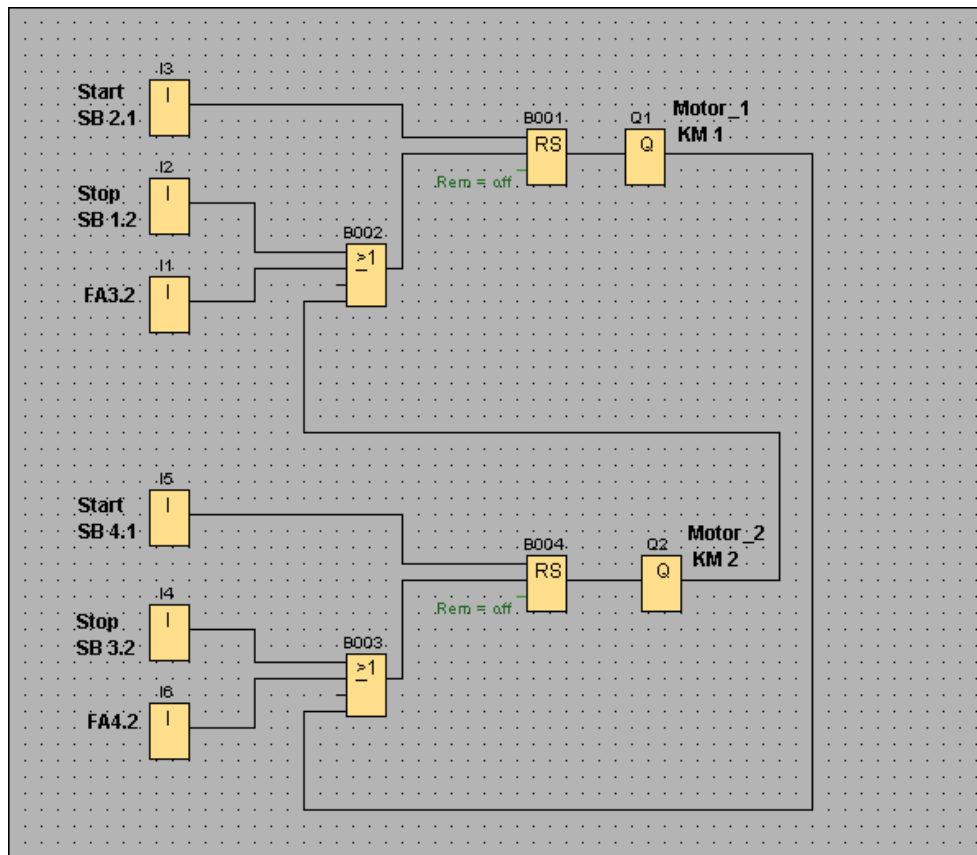 I3
Start
SB 2.1
I
B001
RS
Rem = off
Q1
Q
Motor_1
KM 1
I2
Stop
SB 1.2
I
B002
≥1
I1
FA3.2
I
I5
Start
SB 4.1
I
B004
RS
Rem = off
Q2
Q
Motor_2
KM 2
I4
Stop
SB 3.2
I
B003
≥1
I6
FA4.2
I